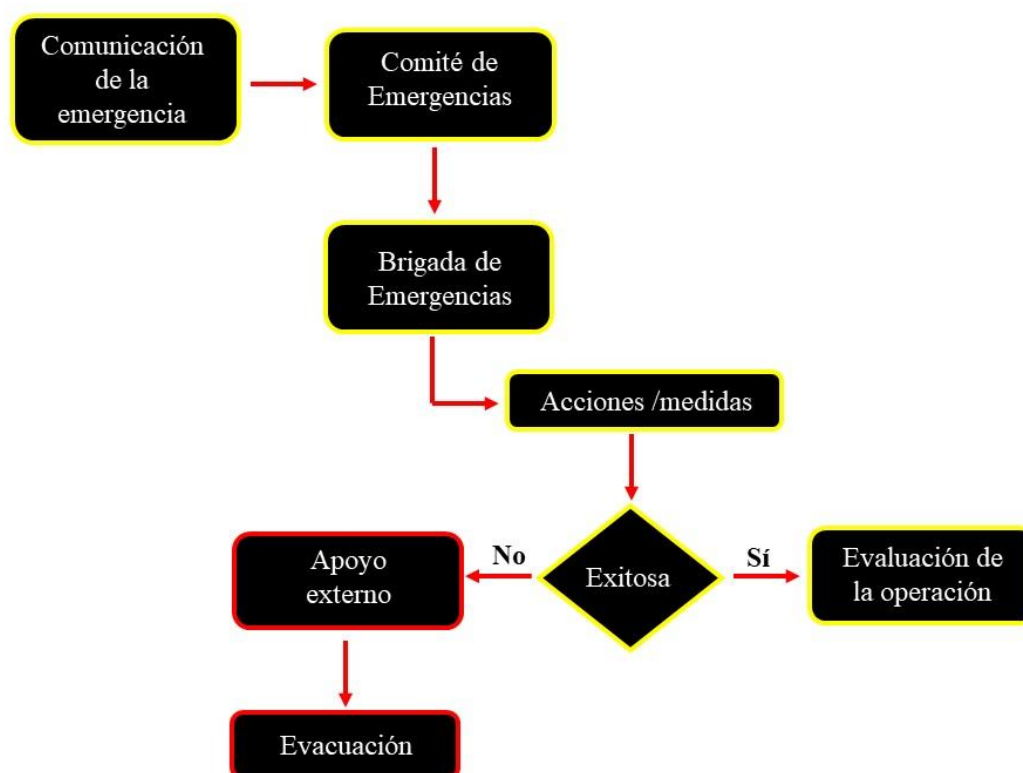 Comunicación
de la
emergencia
Comité de
Emergencias
Brigada de
Emergencias
Acciones /medidas
Exitosa
No
Sí
Apoyo
externo
Evaluación de
la operación
Evacuación